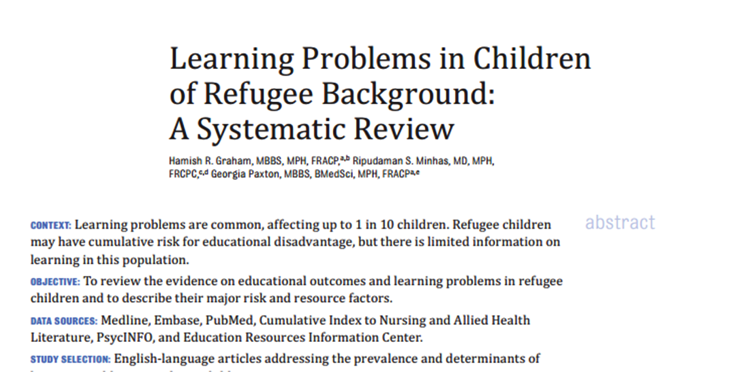 Learning Problems in Children
of Refugee Background:
A Systematic Review
Hamish R. Graham, MBBS, MPH, FRACP,a,b Ripudaman S. Minhas, MD, MPH,
FRCPC,c,d Georgia Paxton, MBBS, BMedSci, MPH, FRACPa,e
abstract
CONTEXT: Learning problems are common, affecting up to 1 in 10 children. Refugee children
may have cumulative risk for educational disadvantage, but there is limited information on
learning in this population.
OBJECTIVE: To review the evidence on educational outcomes and learning problems in refugee
children and to describe their major risk and resource factors.
DATA SOURCES: Medline, Embase, PubMed, Cumulative Index to Nursing and Allied Health
Literature, PsycINFO, and Education Resources Information Center.
STUDY SELECTION: English-language articles addressing the prevalence and determinants of